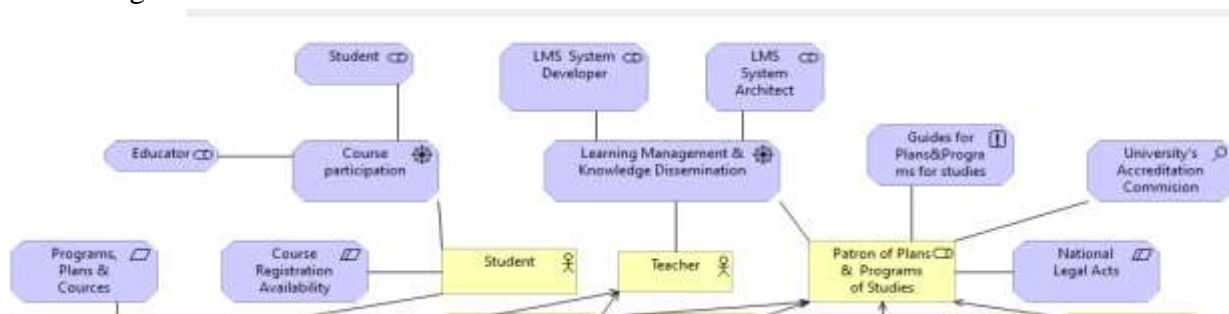 Student
LMS System
Developer
LMS
System
Architect
Educator
Course
participation
Learning Management &
Knowledge Dissemination
Guides for
Plans&Progra
ms for studies
University's
Accreditation
Commision
Programs,
Plans &
Cources
Course
Registration
Availability
Student
Teacher
Patron of Plans
& Programs
of Studies
National
Legal Acts